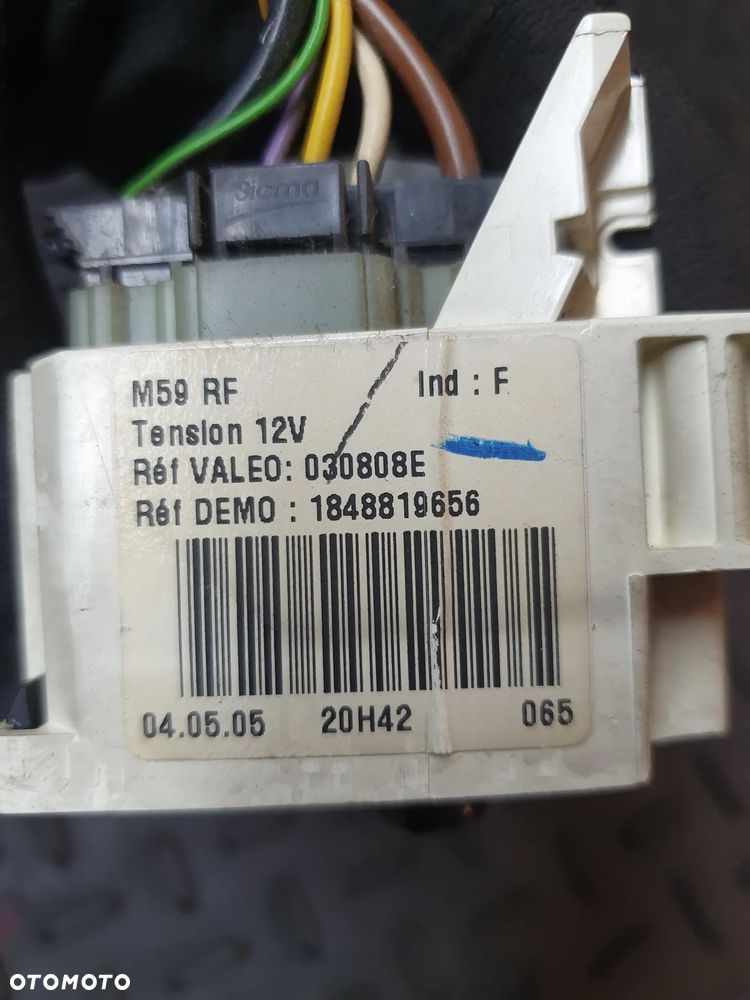 Sicma
M59 RF Ind : F
Tension 12V
Réf VALEO: 030808E
Réf DEMO : 1848819656
04.05.05 20H42 065
OTOMOTO